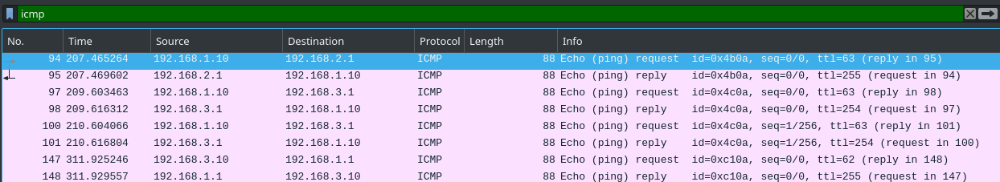 icmp
No. Time Source Destination Protocol Length Info
94 207.465264 192.168.1.10 192.168.2.1 ICMP 88 Echo (ping) request id=0x4b0a, seq=0/0, ttl=63 (reply in 95)
95 207.469602 192.168.2.1 192.168.1.10 ICMP 88 Echo (ping) reply id=0x4b0a, seq=0/0, ttl=255 (request in 94)
97 209.603463 192.168.1.10 192.168.3.1 ICMP 88 Echo (ping) request id=0x4c0a, seq=0/0, ttl=63 (reply in 98)
98 209.616312 192.168.3.1 192.168.1.10 ICMP 88 Echo (ping) reply id=0x4c0a, seq=0/0, ttl=254 (request in 97)
100 210.604066 192.168.1.10 192.168.3.1 ICMP 88 Echo (ping) request id=0x4c0a, seq=1/256, ttl=63 (reply in 101)
101 210.616804 192.168.3.1 192.168.1.10 ICMP 88 Echo (ping) reply id=0x4c0a, seq=1/256, ttl=254 (request in 100)
147 311.925246 192.168.3.10 192.168.1.1 ICMP 88 Echo (ping) request id=0xc10a, seq=0/0, ttl=62 (reply in 148)
148 311.929557 192.168.1.1 192.168.3.10 ICMP 88 Echo (ping) reply id=0xc10a, seq=0/0, ttl=255 (request in 147)